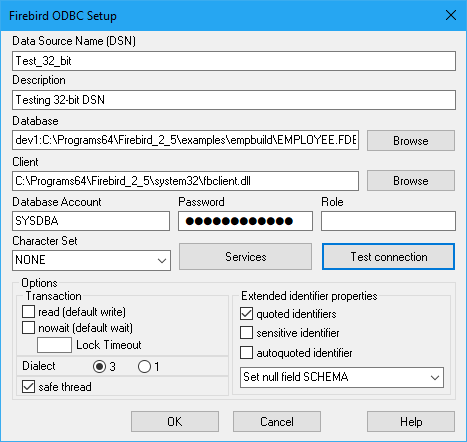 Firebird ODBC Setup
Data Source Name (DSN)
Test_32_bit
Description
Testing 32-bit DSN
Database
dev1:C:\Programs64\Firebird_2_5\examples\empbuild\EMPLOYEE.FDB
Browse
Client
C:\Programs64\Firebird_2_5\system32\fbclient.dll
Browse
Database Account Password Role
SYSDBA ●●●●●●●●●●●●
Character Set
NONE Services Test connection
Options
Transaction Extended identifier properties
read (default write) quoted identifiers
nowait (default wait) sensitive identifier
Lock Timeout autoquoted identifier
Dialect 3 1 Set null field SCHEMA
safe thread
OK Cancel Help